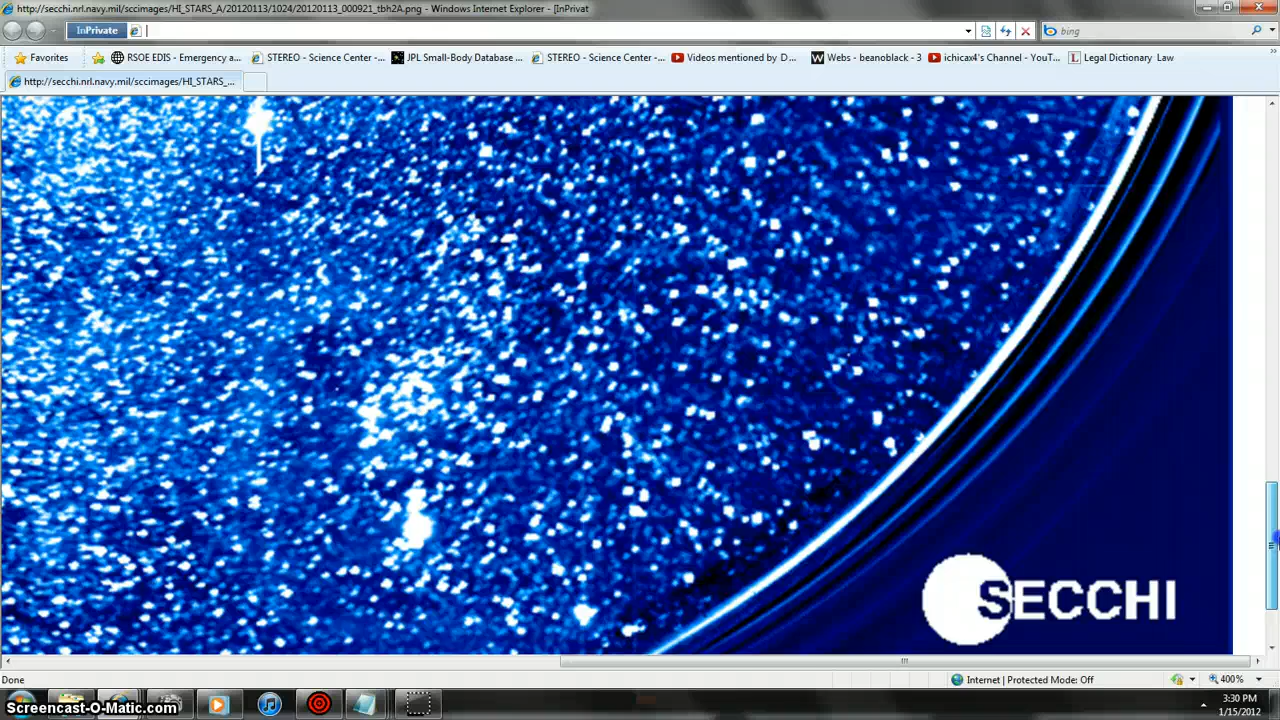 http://secchi.nrl.navy.mil/sccimages/HI_STARS_A/20120113/1024/20120113_000921_tbh2A.png - Windows Internet Explorer - [InPrivat
InPrivate
bing
Favorites
RSOE EDIS - Emergency a...
STEREO - Science Center -...
JPL Small-Body Database ...
STEREO - Science Center -...
Videos mentioned by D...
Webs - beanoblack - 3
ichicax4's Channel - YouT...
Legal Dictionary Law
http://secchi.nrl.navy.mil/sccimages/HI_STARS_...
SECCHI
Done
Internet | Protected Mode: Off
400%
Screencast-O-Matic.com
3:30 PM
1/15/2012